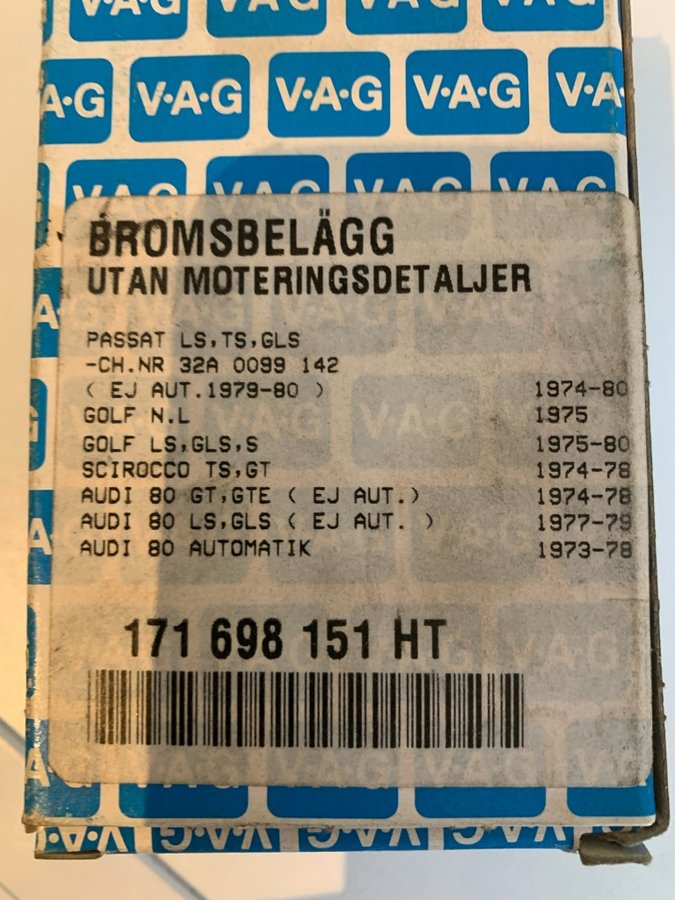 V·A·G V·A·G V·A·G V·A·G
A·G V·A·G V·A·G V·A·G V·A
V·A·G V·A·G V·A·G V·A·G
BROMSBELÄGG
UTAN MOTERINGSDETALJER
PASSAT LS,TS,GLS
-CH.NR 32A 0099 142
( EJ AUT.1979-80 ) 1974-80
GOLF N.L 1975
GOLF LS,GLS,S 1975-80
SCIROCCO TS,GT 1974-78
AUDI 80 GT,GTE ( EJ AUT.) 1974-78
AUDI 80 LS,GLS ( EJ AUT. ) 1977-79
AUDI 80 AUTOMATIK 1973-78
171 698 151 HT
V·A·G V·A·G V·A·G V·A·G